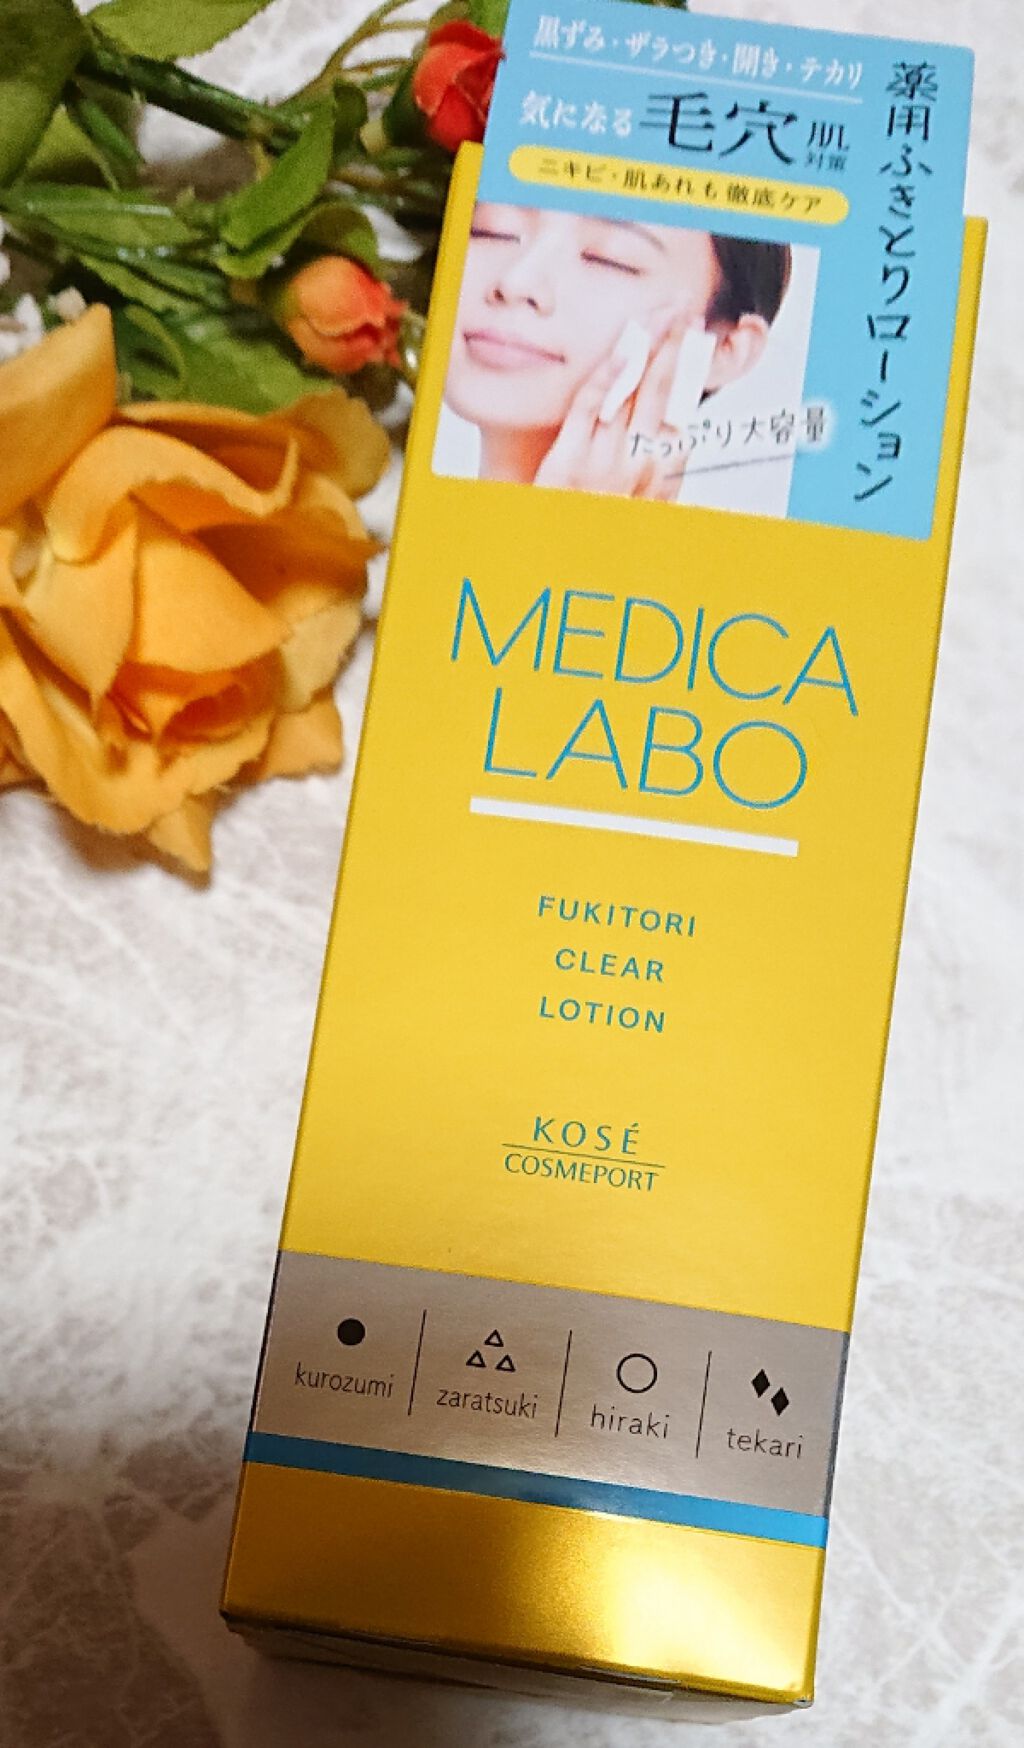 黒ずみ・ザラつき・開き・テカリ
気になる毛穴肌対策
ニキビ・肌あれも徹底ケア
薬用ふきとりローション
たっぷり大容量
MEDICA
LABO
FUKITORI
CLEAR
LOTION
KOSÉ
COSMEPORT
kurozumi
zaratsuki
hiraki
tekari